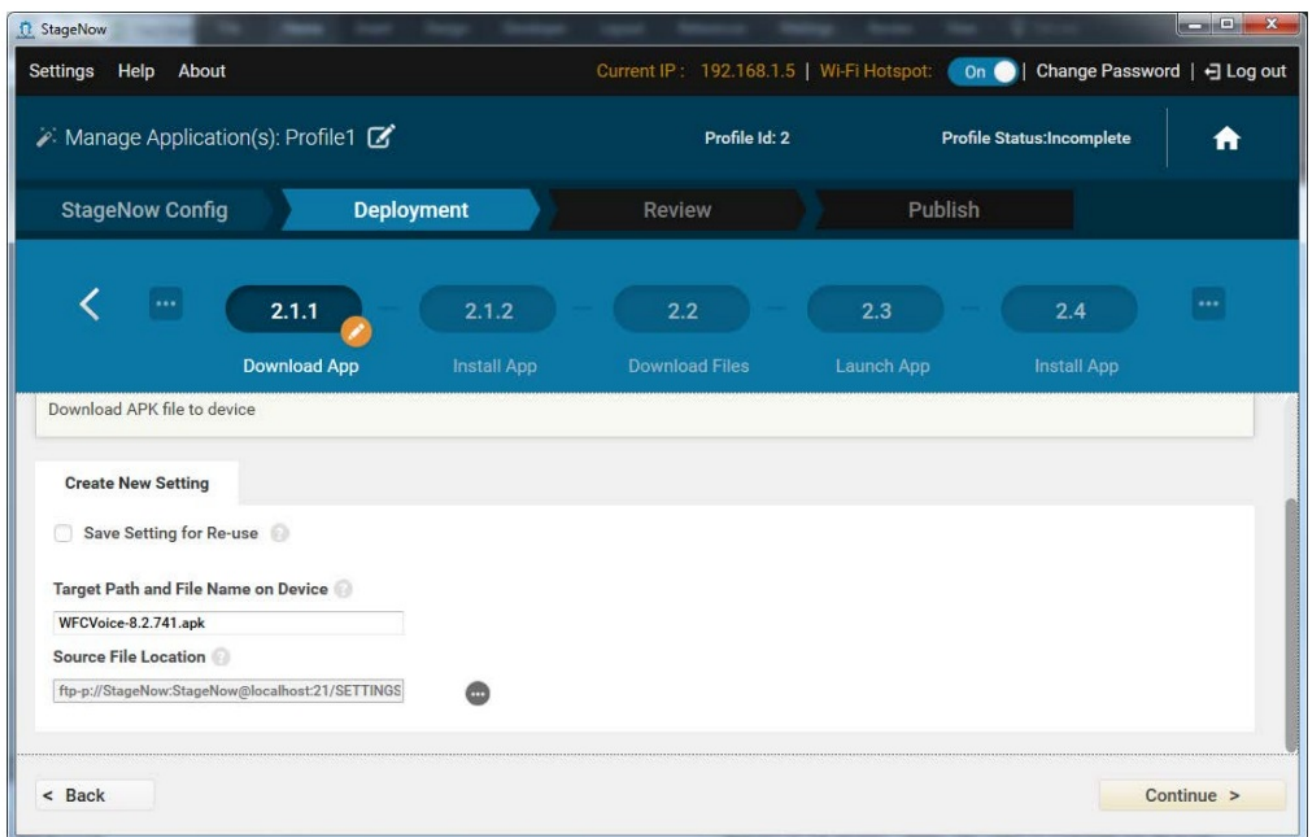 StageNow
Settings Help About Current IP : 192.168.1.5 | Wi-Fi Hotspot: On | Change Password | Log out
Manage Application(s): Profile1 Profile Id: 2 Profile Status:Incomplete
StageNow Config Deployment Review Publish
2.1.1 2.1.2 2.2 2.3 2.4
Download App Install App Download Files Launch App Install App
Download APK file to device
Create New Setting
Save Setting for Re-use ?
Target Path and File Name on Device ?
WFCVoice-8.2.741.apk
Source File Location ?
ftp-p://StageNow:StageNow@localhost:21/SETTINGS
< Back Continue >